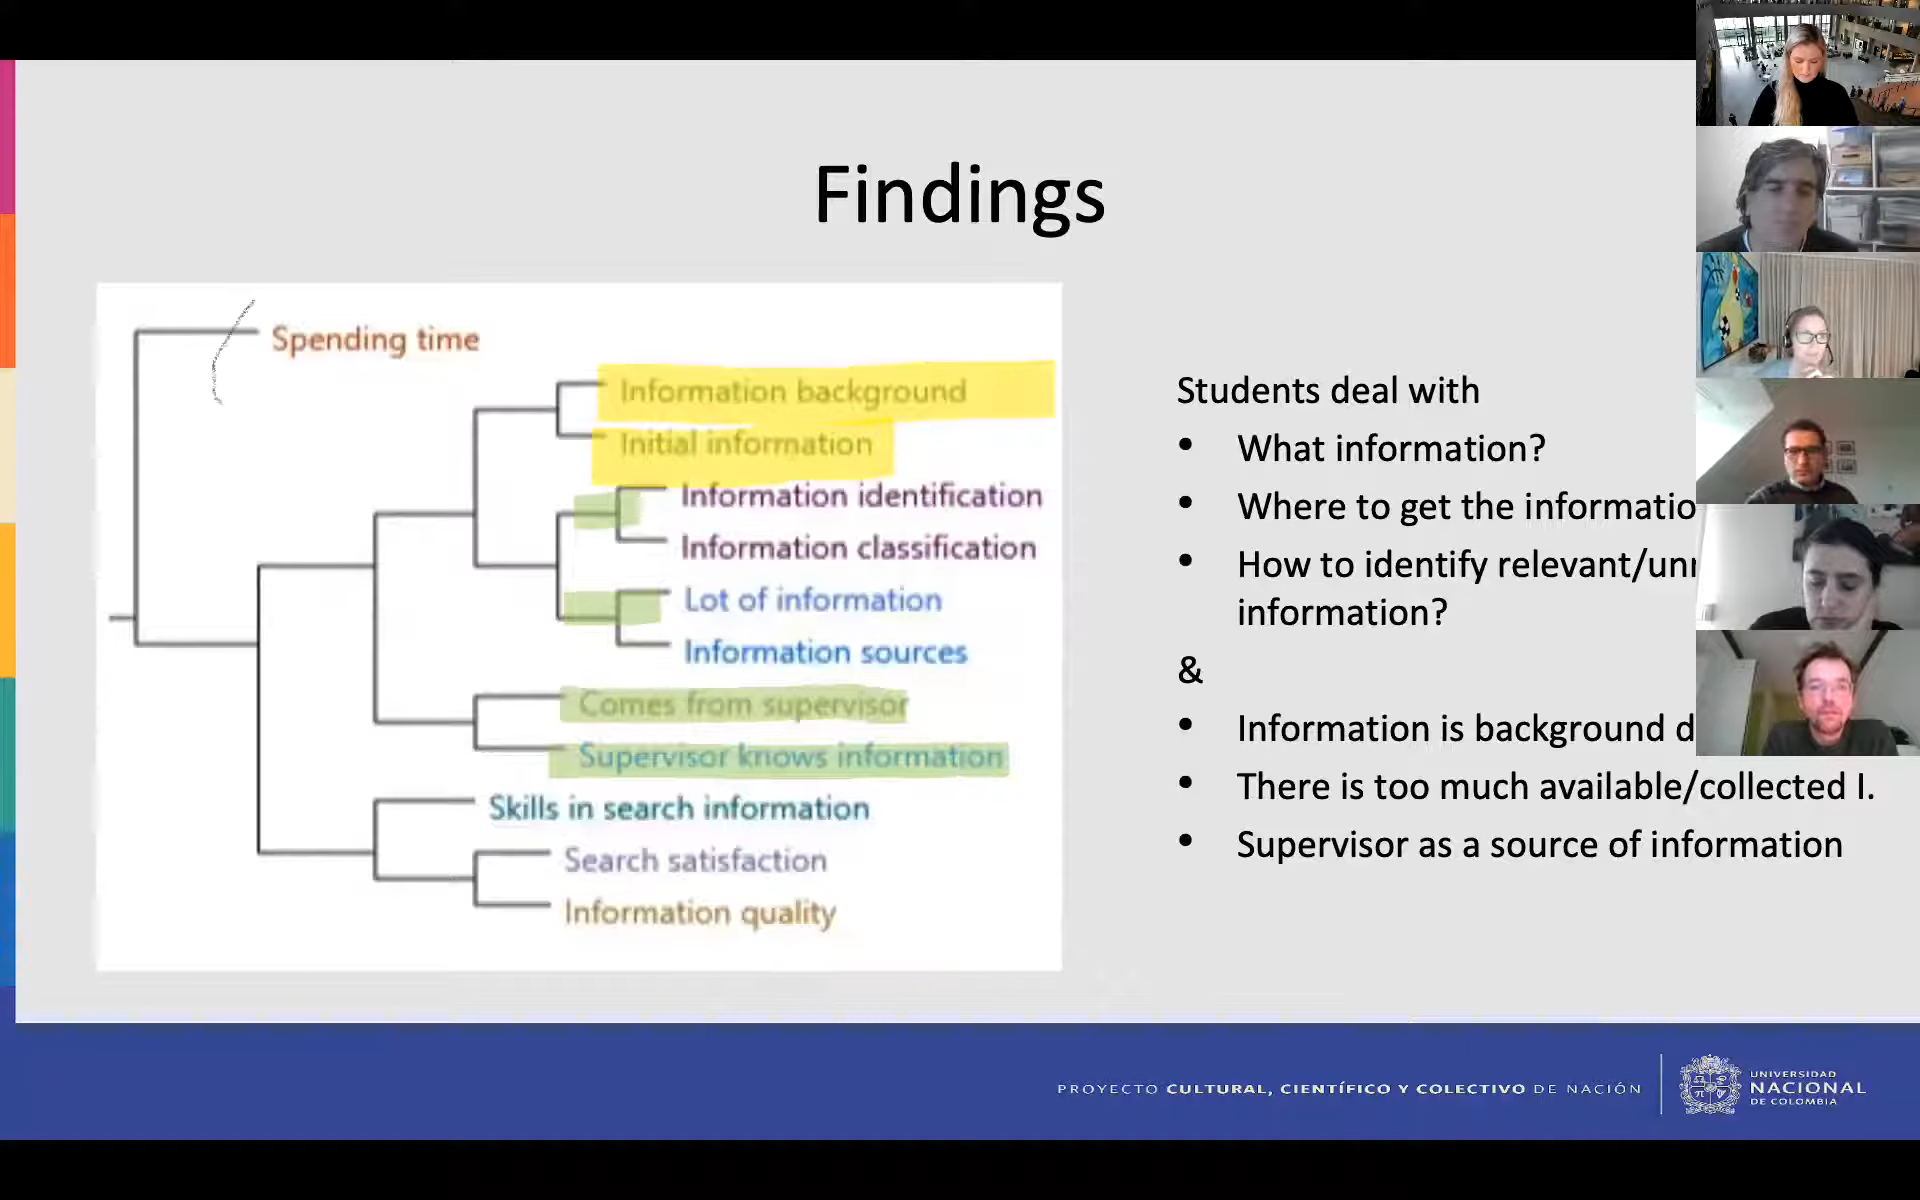 Findings
Spending time
Information background
Initial information
Information identification
Information classification
Lot of information
Information sources
Comes from supervisor
Supervisor knows information
Skills in search information
Search satisfaction
Information quality
Students deal with
• What information?
• Where to get the informatio
• How to identify relevant/unr
information?
&
• Information is background d
• There is too much available/collected I.
• Supervisor as a source of information
PROYECTO CULTURAL, CIENTÍFICO Y COLECTIVO DE NACIÓN
UNIVERSIDAD
NACIONAL
DE COLOMBIA